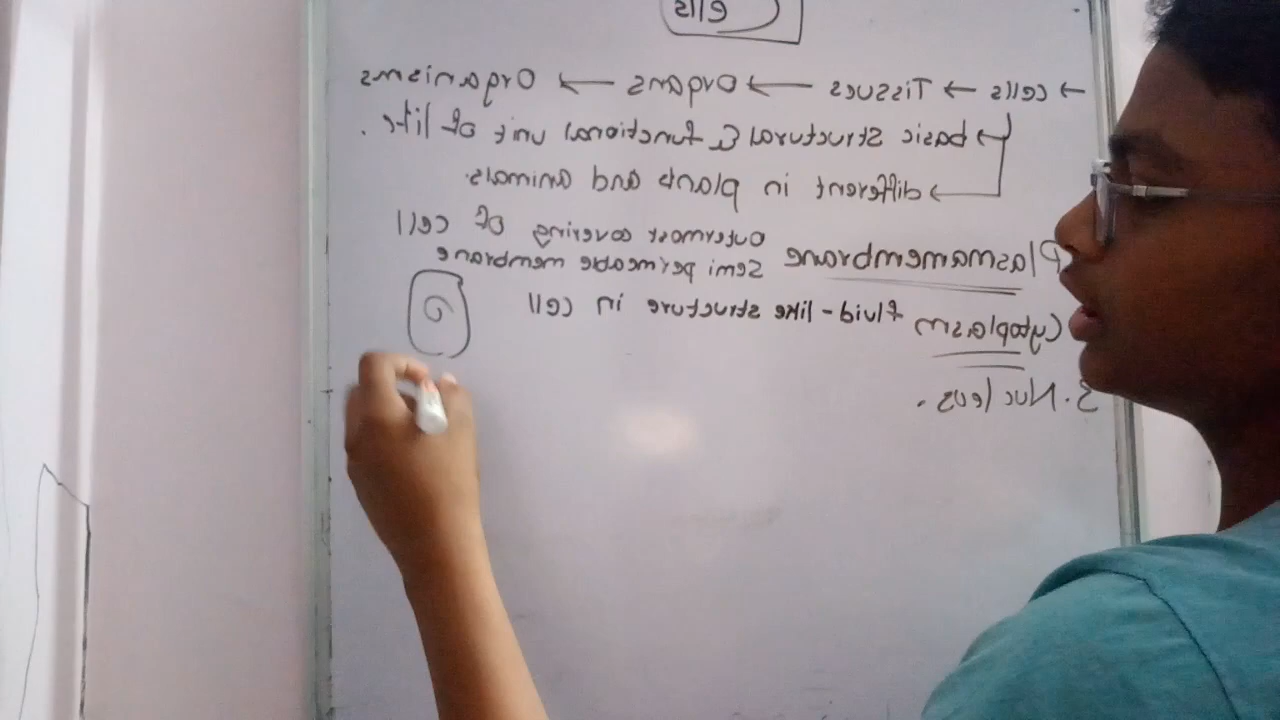 ells
→ cells → Tissues → Organs → Organisms
→ basic structural & functional unit of life.
→ different in plants and animals.
Plasmamembrane outermost covering of cell
Semi permeable membrane
Cytoplasm fluid-like structure in cell
3. Nucleus.